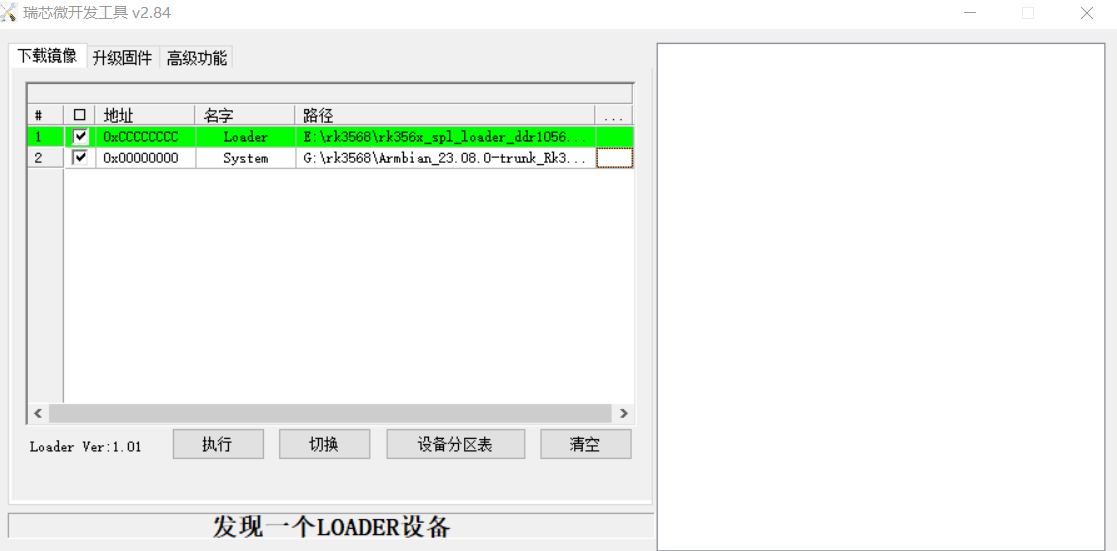 瑞芯微开发工具 v2.84
下载镜像 升级固件 高级功能
# 地址 名字 路径 ...
1 0xCCCCCCCC Loader E:\rk3568\rk356x_spl_loader_ddr1056...
2 0x00000000 System G:\rk3568\Armbian_23.08.0-trunk_Rk3...
Loader Ver:1.01 执行 切换 设备分区表 清空
发现一个LOADER设备